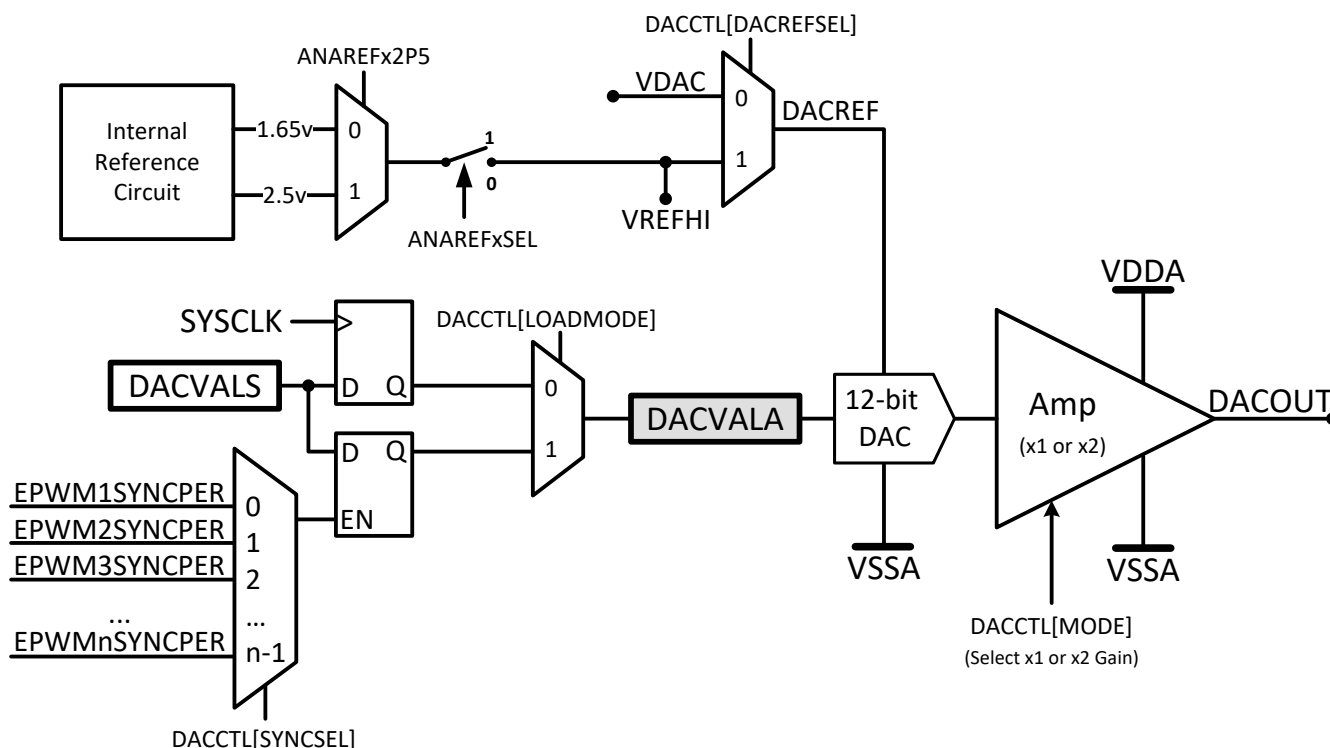 DACCTL[DACREFSEL]
ANAREFx2P5
VDAC
0
DACREF
Internal
Reference
Circuit
1.65v
0
2.5v
1
1
0
1
ANAREFxSEL
VREFHI
VDDA
SYSCLK
DACCTL[LOADMODE]
DACVALS
D
Q
0
DACVALA
12-bit
DAC
Amp
(x1 or x2)
DACOUT
D
Q
1
EN
EPWM1SYNCPER
0
EPWM2SYNCPER
1
EPWM3SYNCPER
2
...
...
EPWMnSYNCPER
n-1
VSSA
VSSA
DACCTL[MODE]
(Select x1 or x2 Gain)
DACCTL[SYNCSEL]